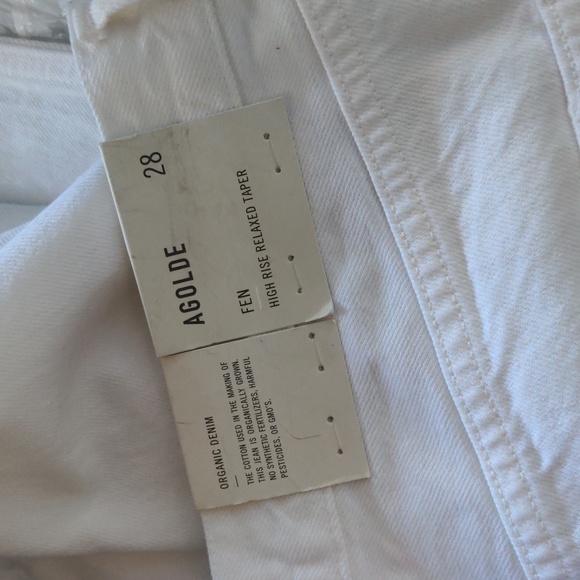 AGOLDE 28
FEN
HIGH RISE RELAXED TAPER
ORGANIC DENIM
THE COTTON USED IN THE MAKING OF
THIS JEAN IS ORGANICALLY GROWN.
NO SYNTHETIC FERTILIZERS, HARMFUL
PESTICIDES, OR GMO'S.